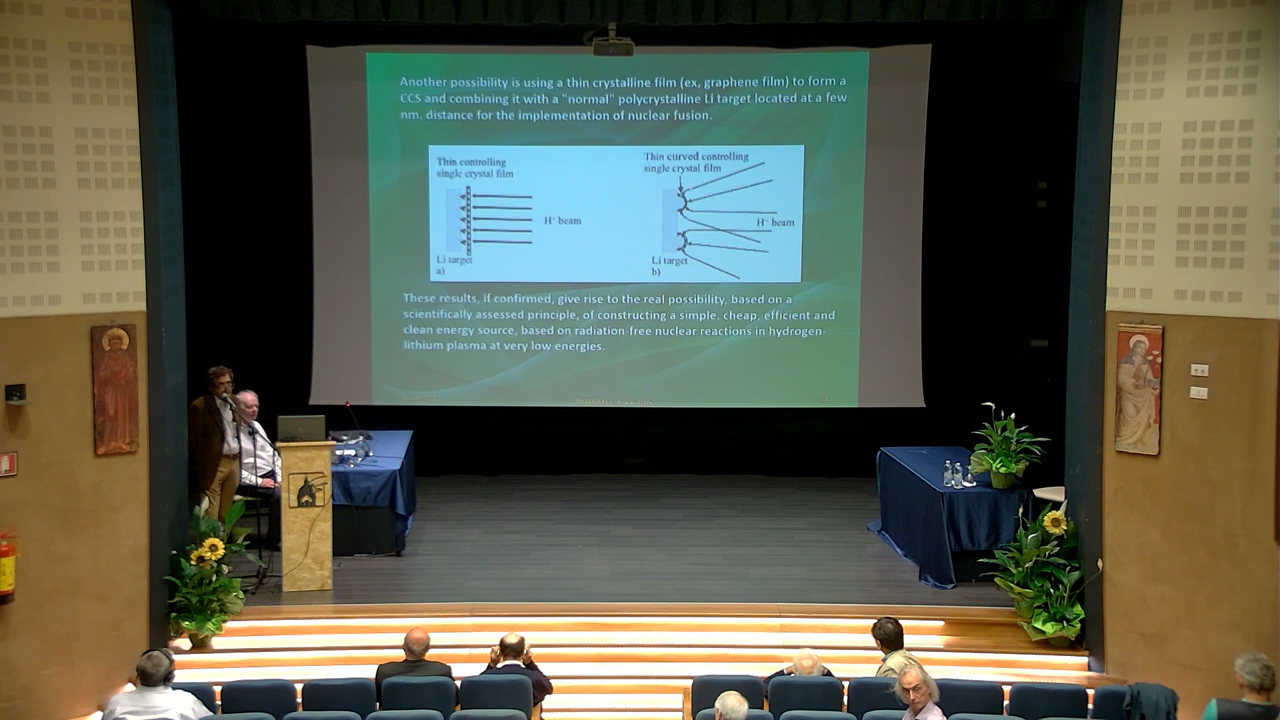 Another possibility is using a thin crystalline film (ex, graphene film) to form a
CCS and combining it with a "normal" polycrystalline Li target located at a few
nm. distance for the implementation of nuclear fusion.
Thin controlling
single crystal film
H⁺ beam
Li target
a)
Thin curved controlling
single crystal film
H⁺ beam
Li target
b)
These results, if confirmed, give rise to the real possibility, based on a
scientifically assessed principle, of constructing a simple, cheap, efficient and
clean energy source, based on radiation-free nuclear reactions in hydrogen-
lithium plasma at very low energies.